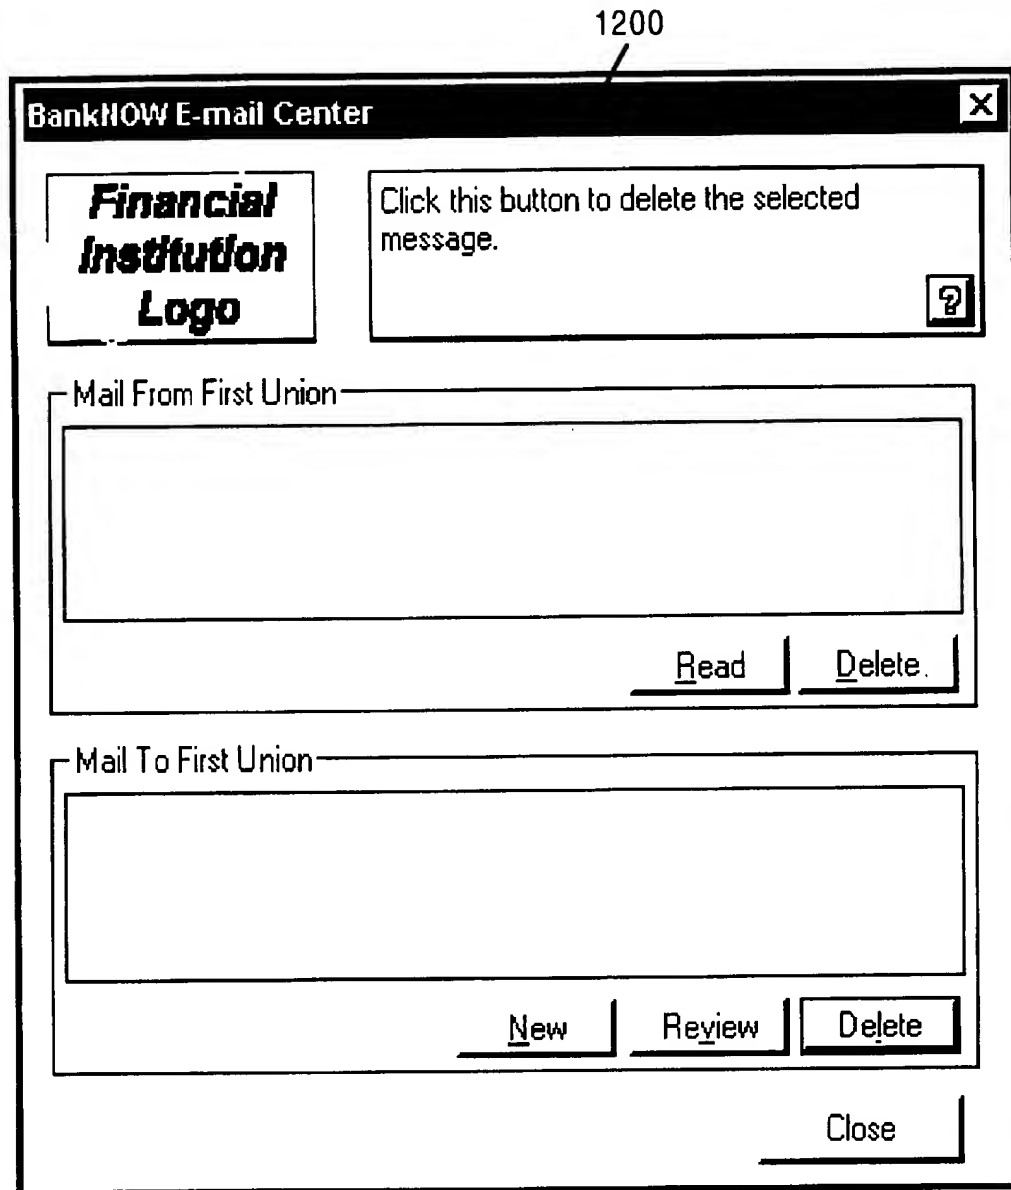 1200
BankNOW E-mail Center
Financial
Institution
Logo
Click this button to delete the selected
message.
?
Mail From First Union
Read
Delete.
Mail To First Union
New
Review
Delete
Close